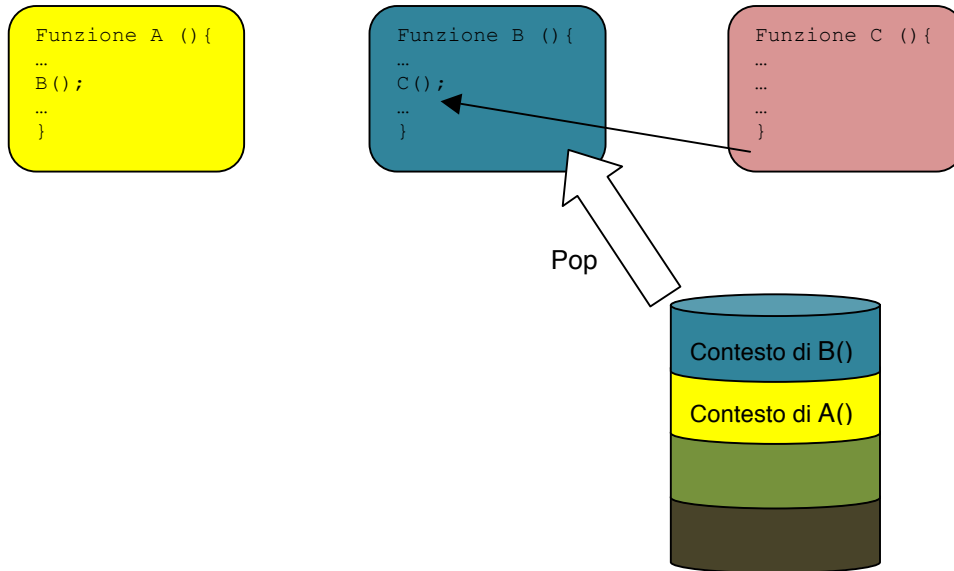 Funzione A (){
…
B();
…
}
Funzione B (){
…
C();
…
}
Funzione C (){
…
…
…
}
Pop
Contesto di B()
Contesto di A()